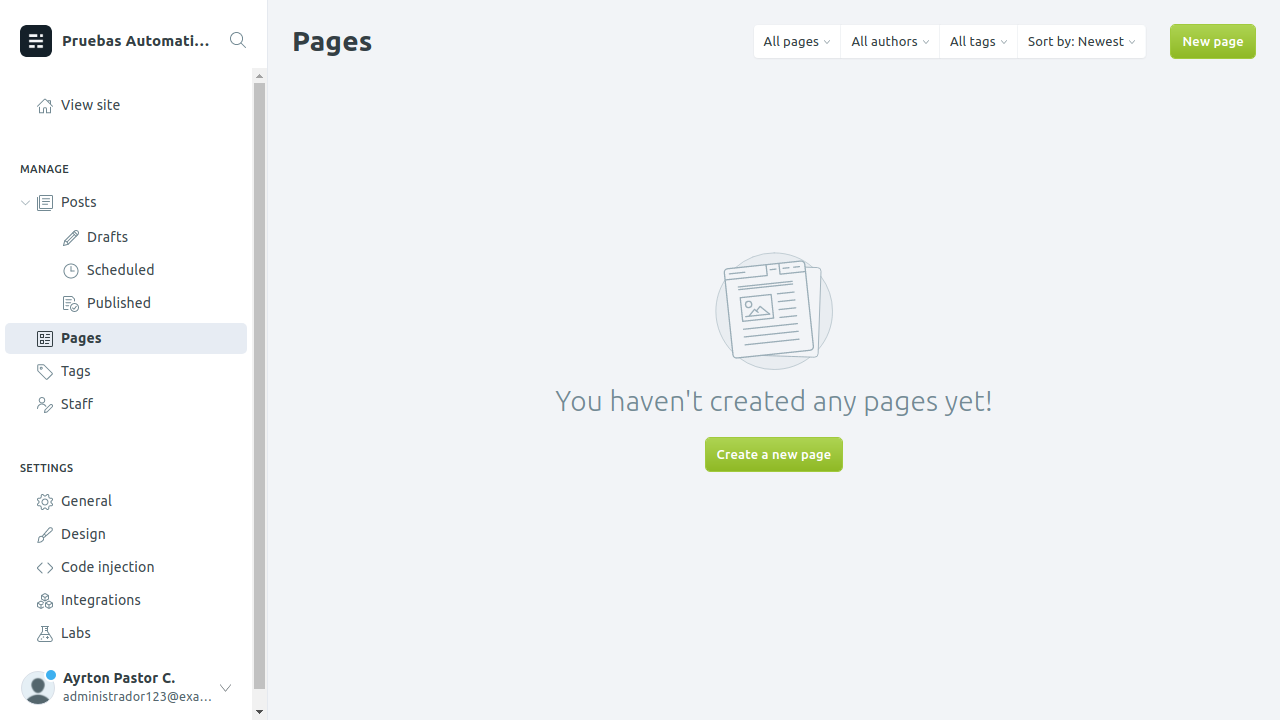 Pruebas Automati...
View site
MANAGE
Posts
Drafts
Scheduled
Published
Pages
Tags
Staff
SETTINGS
General
Design
Code injection
Integrations
Labs
Ayrton Pastor C.
administrador123@exa...
Pages
All pages
All authors
All tags
Sort by: Newest
New page
You haven't created any pages yet!
Create a new page